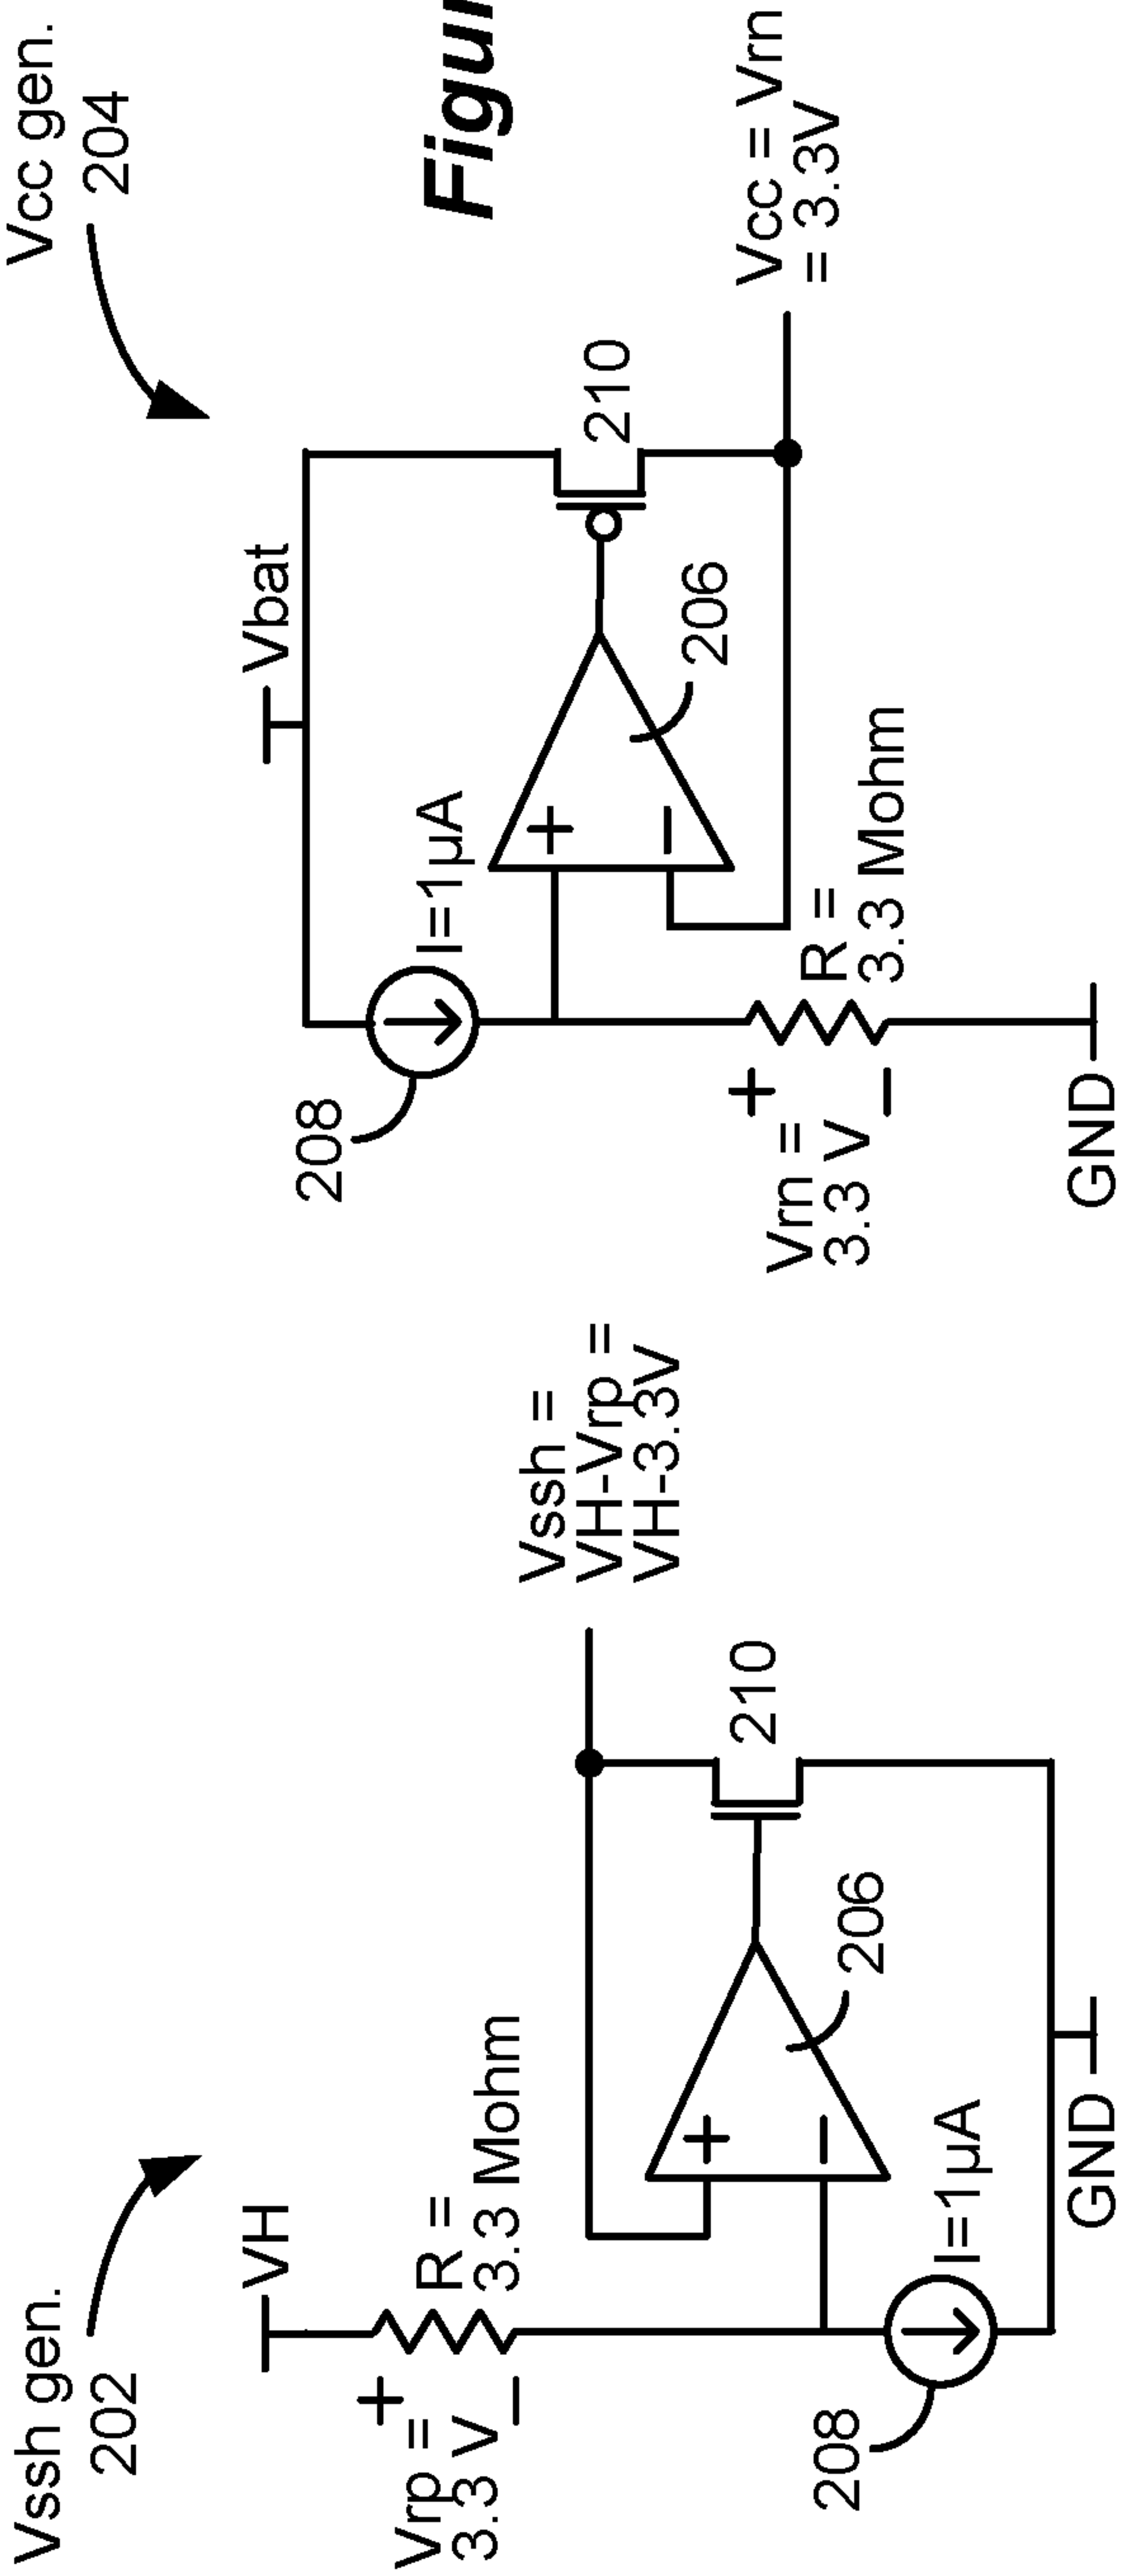 Vssh gen.
202
VH
Vrp =
3.3 V
+
−
R =
3.3 Mohm
+
−
206
210
208
I=1µA
GND
Vssh =
VH-Vrp =
VH-3.3V
Vcc gen.
204
Vbat
208
I=1µA
+
−
206
210
Vrn =
3.3 V
+
−
R =
3.3 Mohm
GND
Vcc = Vrn
= 3.3V